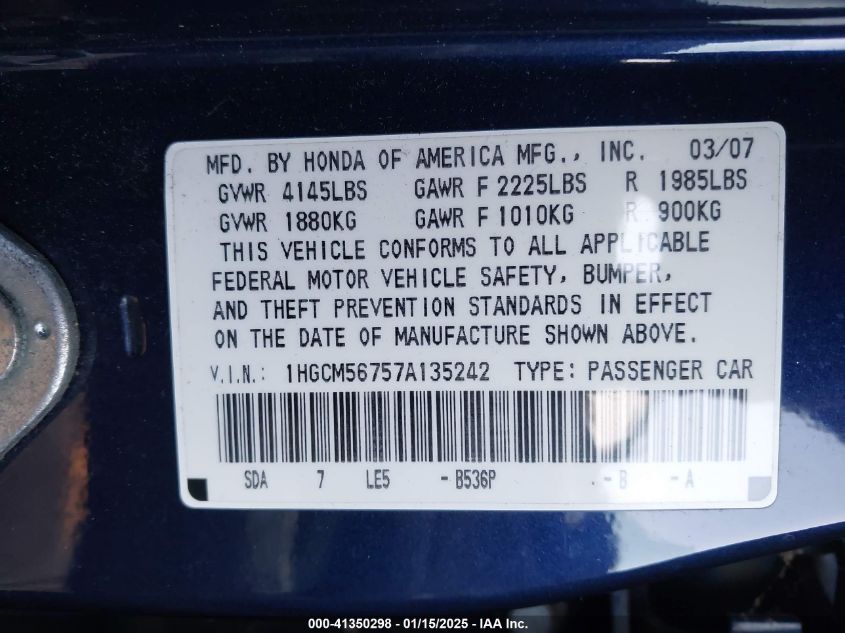 MFD. BY HONDA OF AMERICA MFG., INC. 03/07
GVWR 4145LBS GAWR F 2225LBS R 1985LBS
GVWR 1880KG GAWR F 1010KG R 900KG
THIS VEHICLE CONFORMS TO ALL APPLICABLE
FEDERAL MOTOR VEHICLE SAFETY, BUMPER,
AND THEFT PREVENTION STANDARDS IN EFFECT
ON THE DATE OF MANUFACTURE SHOWN ABOVE.
V.I.N.: 1HGCM56757A135242 TYPE: PASSENGER CAR
SDA 7 LE5 - B536P - B - A
000-41350298 - 01/15/2025 - IAA Inc.